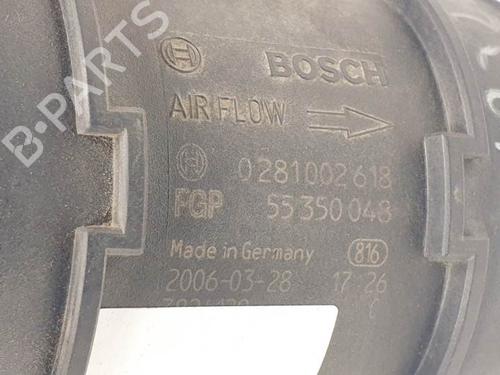 BOSCH
AIR FLOW
0 281 002 618
FGP 55 350 048
Made in Germany 816
2006-03-28 17 26
C
B-PARTS